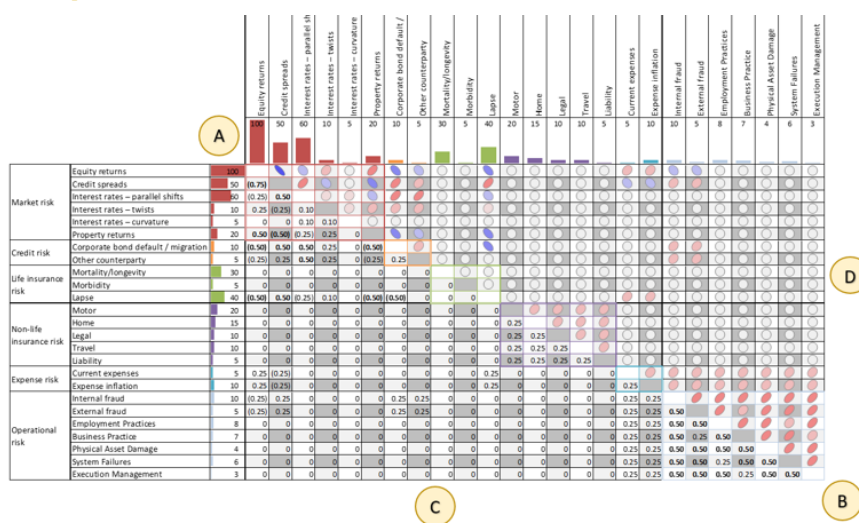 Equity returns
Credit spreads
Interest rates – parallel sh
Interest rates – twists
Interest rates – curvature
Property returns
Corporate bond default /
Other counterparty
Mortality/longevity
Morbidity
Lapse
Motor
Home
Legal
Travel
Liability
Current expenses
Expense inflation
Internal fraud
External fraud
Employment Practices
Business Practice
Physical Asset Damage
System Failures
Execution Management
A
100 50 60 10 5 20 10 5 30 5 40 20 15 10 10 5 5 10 10 5 8 7 4 6 3
Market risk
Equity returns 100
Credit spreads 50 (0.75)
Interest rates – parallel shifts 60 (0.25) 0.50
Interest rates – twists 10 0.25 (0.25) 0.10
Interest rates – curvature 5 0 0 0.10 0.10
Property returns 20 0.50 (0.50) (0.25) 0.25 0
Credit risk
Corporate bond default / migration 10 (0.50) 0.50 0.50 0.25 0 (0.50)
Other counterparty 5 (0.25) 0.25 0.50 0.25 0 (0.25) 0.25
Life insurance risk
Mortality/longevity 30 0 0 0 0 0 0 0 0
Morbidity 5 0 0 0 0 0 0 0 0 0
Lapse 40 (0.50) 0.50 (0.25) 0.10 0 (0.50) (0.50) 0 0 0
D
Non-life insurance risk
Motor 20 0 0 0 0 0 0 0 0 0 0 0
Home 15 0 0 0 0 0 0 0 0 0 0 0 0.25
Legal 10 0 0 0 0 0 0 0 0 0 0 0 0.25 0.25
Travel 10 0 0 0 0 0 0 0 0 0 0 0 0.25 0.25 0.25
Liability 5 0 0 0 0 0 0 0 0 0 0 0 0.25 0.25 0.25 0.25
Expense risk
Current expenses 5 0.25 (0.25) 0 0 0 0 0 0 0 0 0.25 0 0 0 0 0
Expense inflation 10 0.25 (0.25) 0 0 0 0 0 0 0 0 0.25 0 0 0 0 0 0.25
Operational risk
Internal fraud 10 (0.25) 0.25 0 0 0 0 0.25 0.25 0 0 0 0 0 0 0 0 0.25 0.25
External fraud 5 (0.25) 0.25 0 0 0 0 0.25 0.25 0 0 0 0 0 0 0 0 0.25 0.25 0.50
Employment Practices 8 0 0 0 0 0 0 0 0 0 0 0 0 0 0 0 0 0.25 0.25 0.50 0.50
Business Practice 7 0 0 0 0 0 0 0 0 0 0 0 0 0 0 0 0 0.25 0.25 0.50 0.25 0.50
Physical Asset Damage 4 0 0 0 0 0 0 0 0 0 0 0 0 0 0 0 0 0.25 0.25 0.50 0.50 0.50 0.50
System Failures 6 0 0 0 0 0 0 0 0 0 0 0 0 0 0 0 0 0.25 0.25 0.50 0.50 0.25 0.50 0.50
Execution Management 3 0 0 0 0 0 0 0 0 0 0 0 0 0 0 0 0 0.25 0.25 0.50 0.50 0.50 0.25 0.50 0.50
C
B